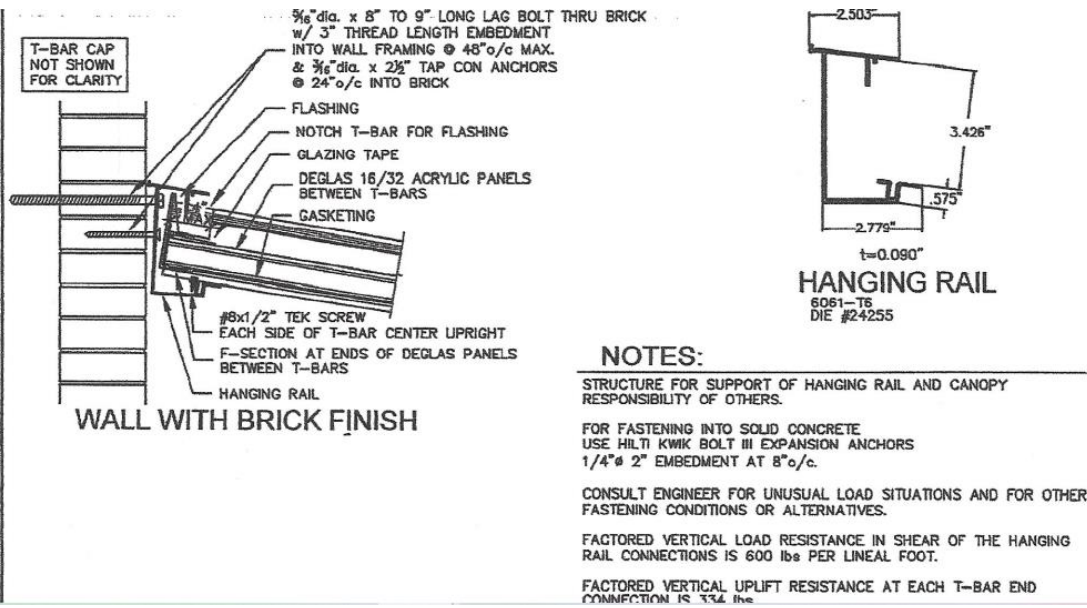 5/16"dia. x 8" TO 9" LONG LAG BOLT THRU BRICK
w/ 3" THREAD LENGTH EMBEDMENT
INTO WALL FRAMING @ 48"o/c MAX.
& 3/16"dia. x 2½" TAP CON ANCHORS
@ 24"o/c INTO BRICK
T-BAR CAP
NOT SHOWN
FOR CLARITY
FLASHING
NOTCH T-BAR FOR FLASHING
GLAZING TAPE
DEGLAS 16/32 ACRYLIC PANELS
BETWEEN T-BARS
GASKETING
MAX
#8x1/2" TEK SCREW
EACH SIDE OF T-BAR CENTER UPRIGHT
F-SECTION AT ENDS OF DEGLAS PANELS
BETWEEN T-BARS
HANGING RAIL
WALL WITH BRICK FINISH
2.503"
3.426"
.575"
2.779"
t=0.090"
HANGING RAIL
6061-T6
DIE #24255
NOTES:
STRUCTURE FOR SUPPORT OF HANGING RAIL AND CANOPY
RESPONSIBILITY OF OTHERS.
FOR FASTENING INTO SOLID CONCRETE
USE HILTI KWIK BOLT III EXPANSION ANCHORS
1/4"ø 2" EMBEDMENT AT 8"o/c.
CONSULT ENGINEER FOR UNUSUAL LOAD SITUATIONS AND FOR OTHER
FASTENING CONDITIONS OR ALTERNATIVES.
FACTORED VERTICAL LOAD RESISTANCE IN SHEAR OF THE HANGING
RAIL CONNECTIONS IS 600 lbs PER LINEAL FOOT.
FACTORED VERTICAL UPLIFT RESISTANCE AT EACH T-BAR END
CONNECTION IS 334 lbs